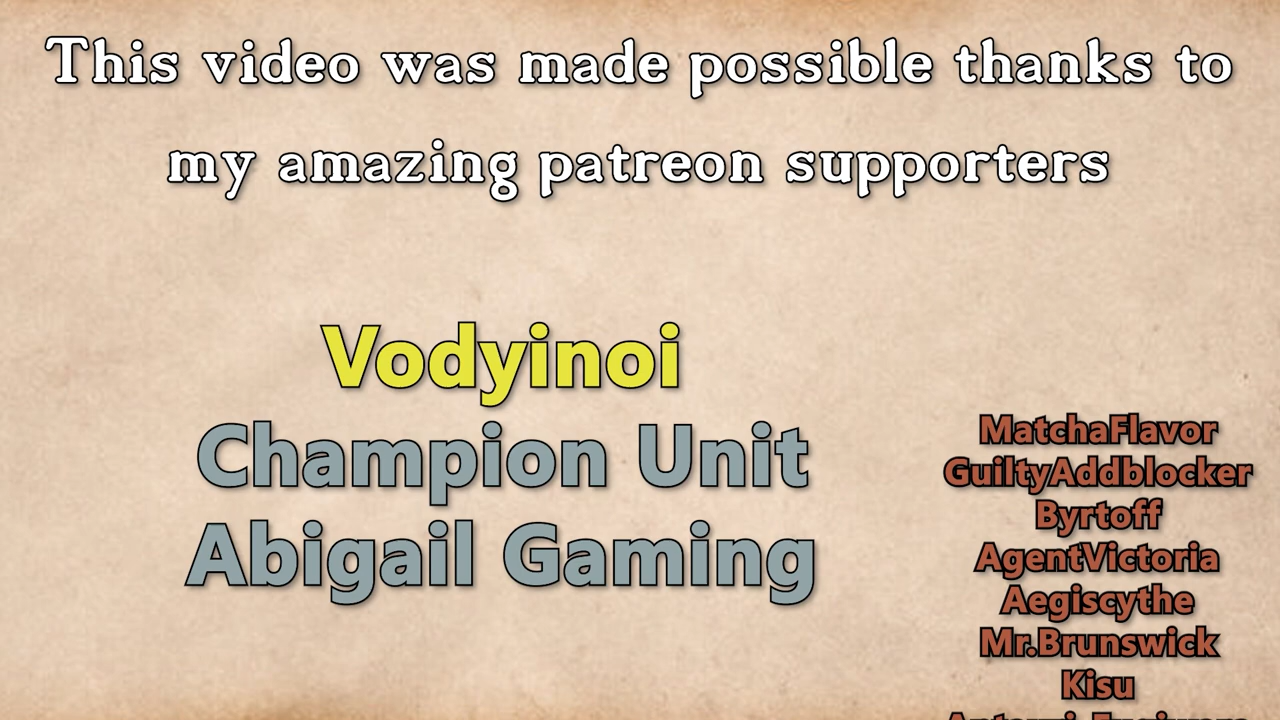 This video was made possible thanks to
my amazing patreon supporters
Vodyinoi
Champion Unit
Abigail Gaming
MatchaFlavor
GuiltyAddblocker
Byrtoff
AgentVictoria
Aegiscythe
Mr.Brunswick
Kisu